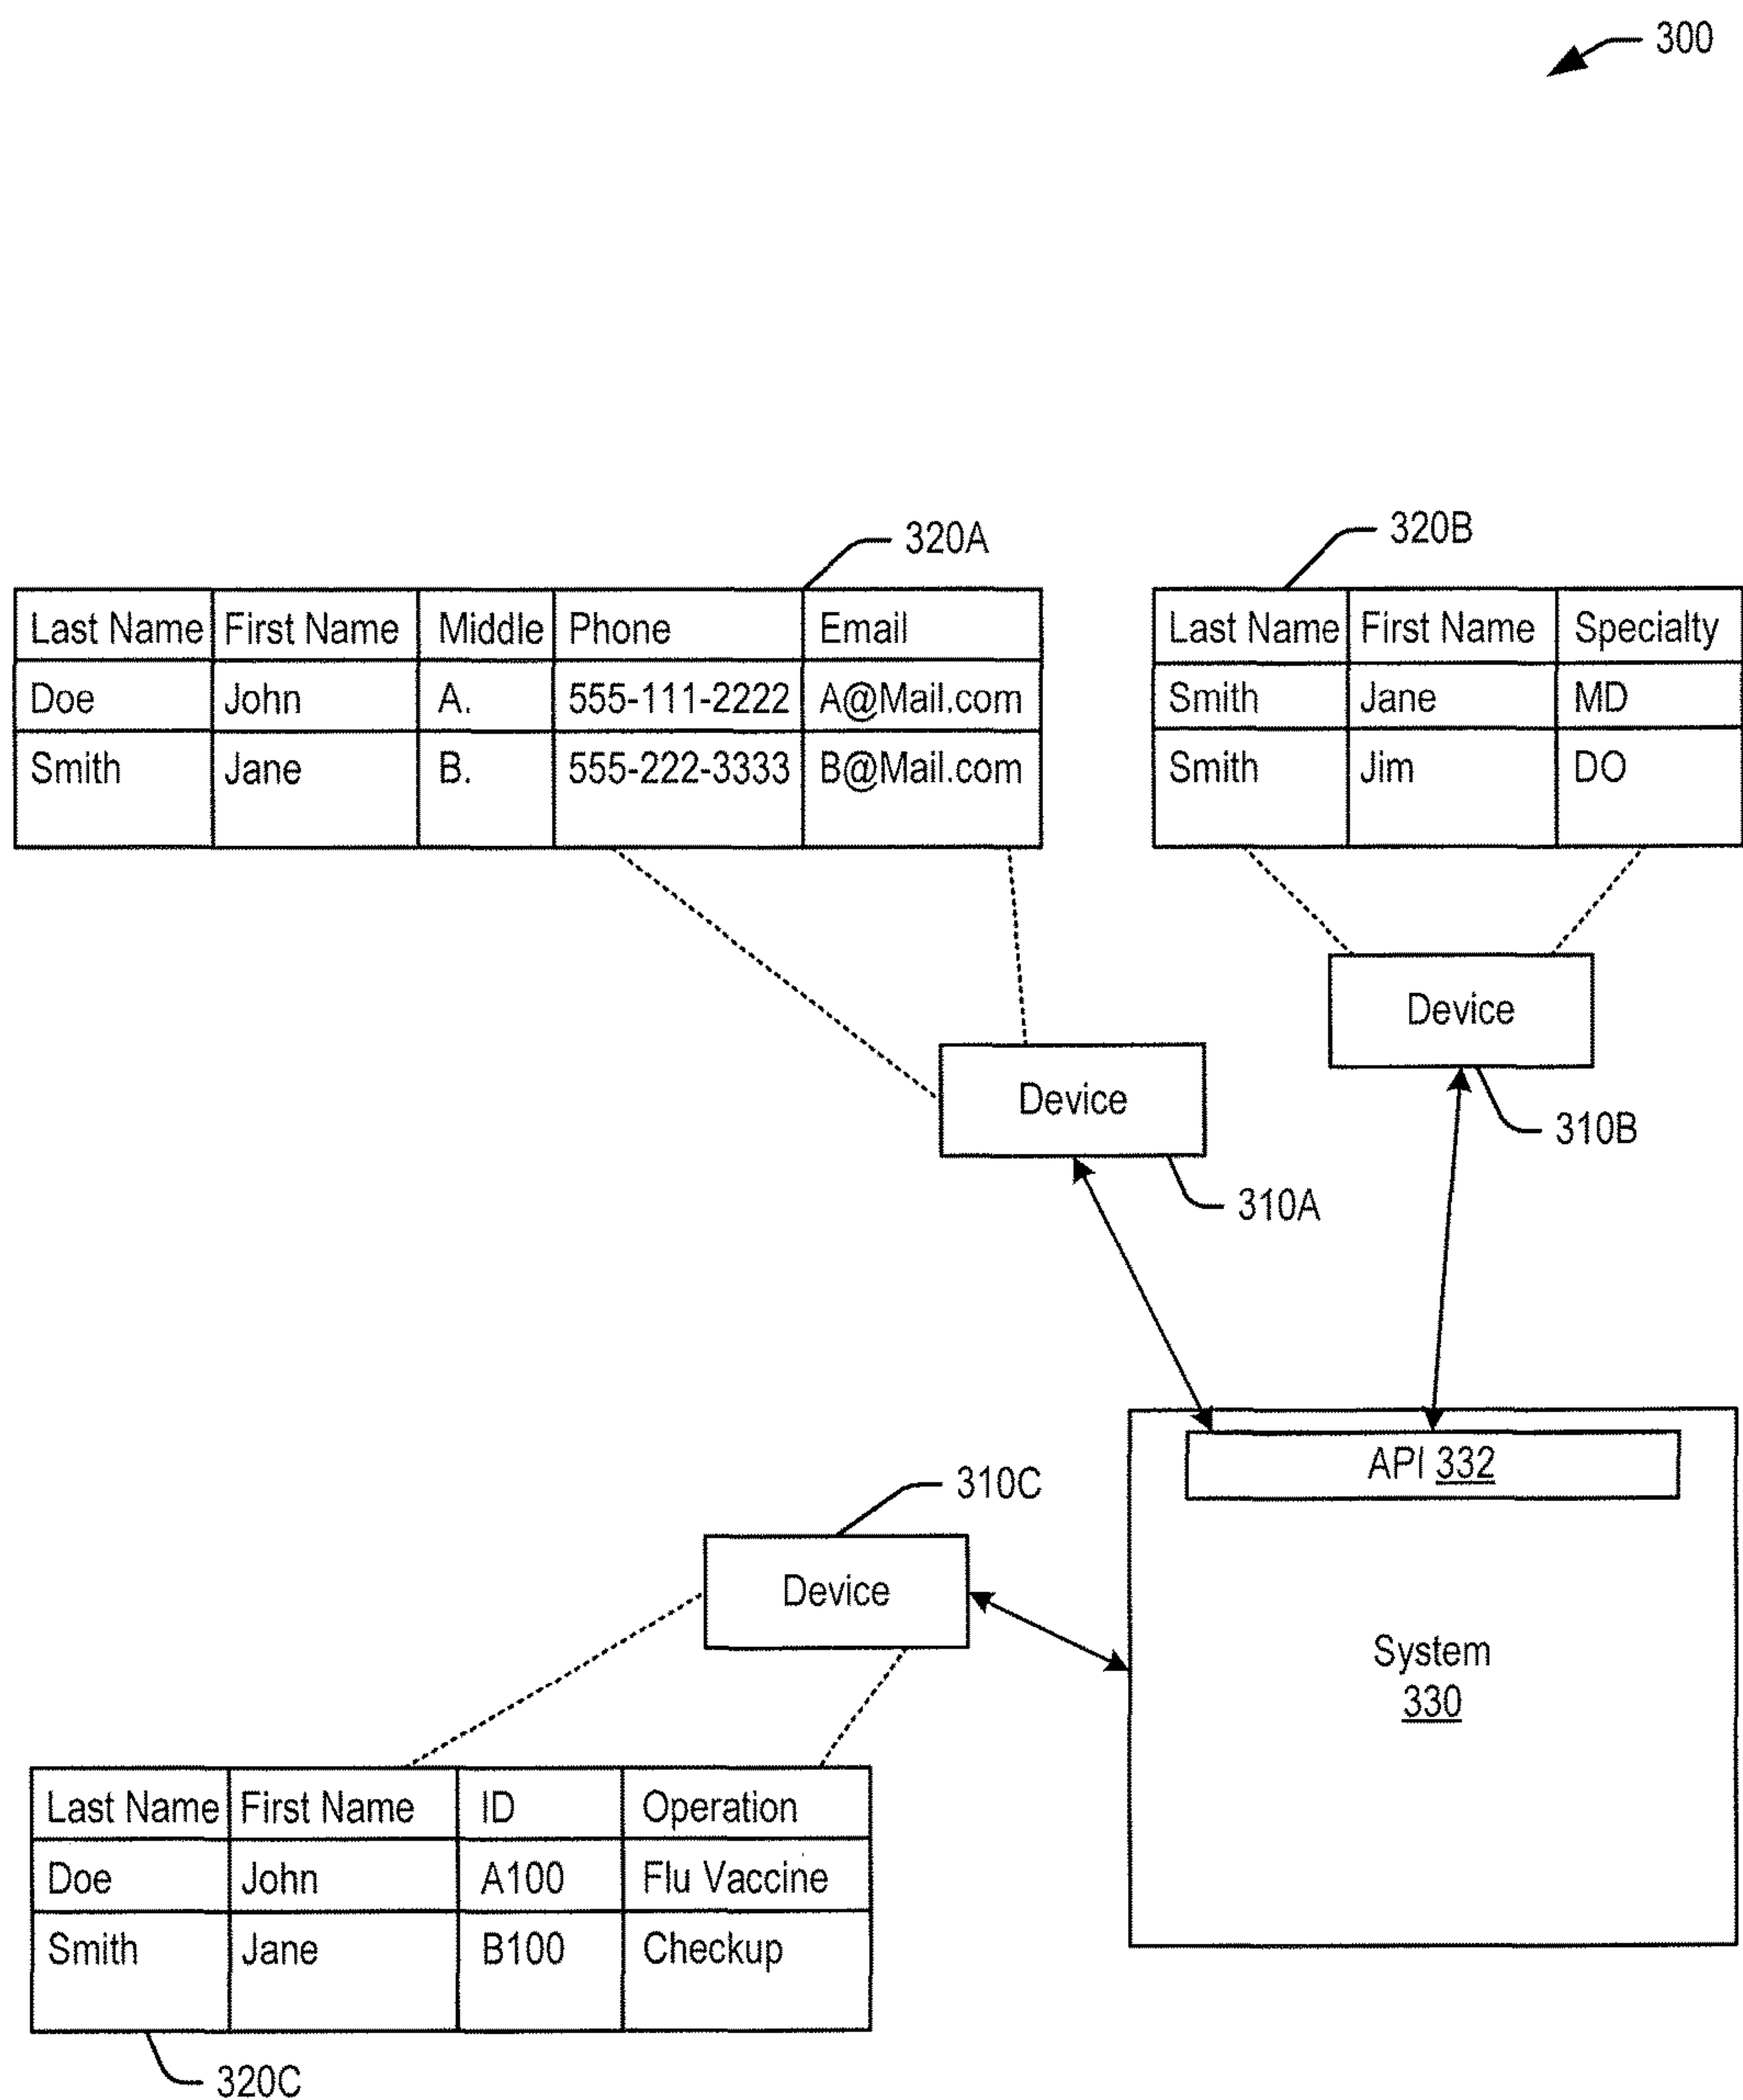 300
320A
320B
Last Name First Name Middle Phone Email
Doe John A. 555-111-2222 A@Mail.com
Smith Jane B. 555-222-3333 B@Mail.com
Last Name First Name Specialty
Smith Jane MD
Smith Jim DO
Device
310B
Device
310A
API 332
310C
Device
System
330
Last Name First Name ID Operation
Doe John A100 Flu Vaccine
Smith Jane B100 Checkup
320C